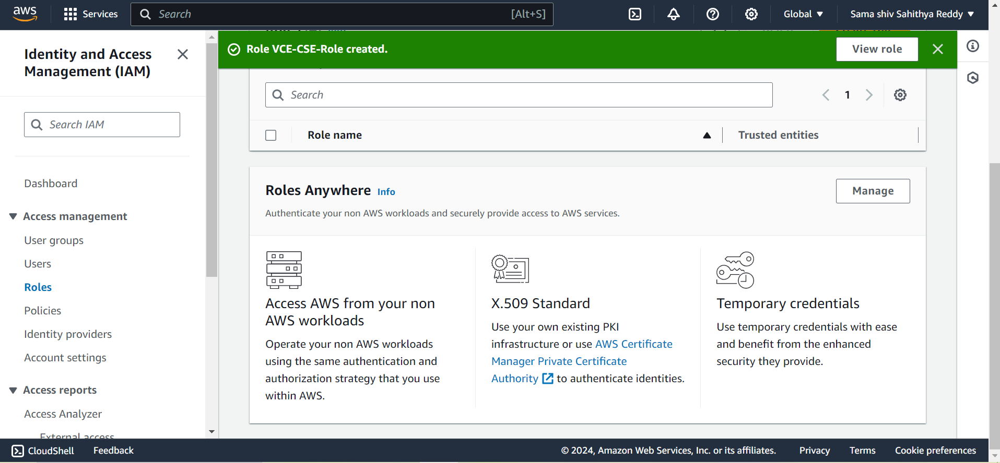 aws
Services
Search
[Alt+S]
Global
Sama shiv Sahithya Reddy
Identity and Access
Management (IAM)
Search IAM
Dashboard
Access management
User groups
Users
Roles
Policies
Identity providers
Account settings
Access reports
Access Analyzer
External access
Role VCE-CSE-Role created.
View role
Search
1
Role name
Trusted entities
Roles Anywhere Info
Manage
Authenticate your non AWS workloads and securely provide access to AWS services.
Access AWS from your non
AWS workloads
Operate your non AWS workloads
using the same authentication and
authorization strategy that you use
within AWS.
X.509 Standard
Use your own existing PKI
infrastructure or use AWS Certificate
Manager Private Certificate
Authority to authenticate identities.
Temporary credentials
Use temporary credentials with ease
and benefit from the enhanced
security they provide.
CloudShell
Feedback
© 2024, Amazon Web Services, Inc. or its affiliates.
Privacy
Terms
Cookie preferences